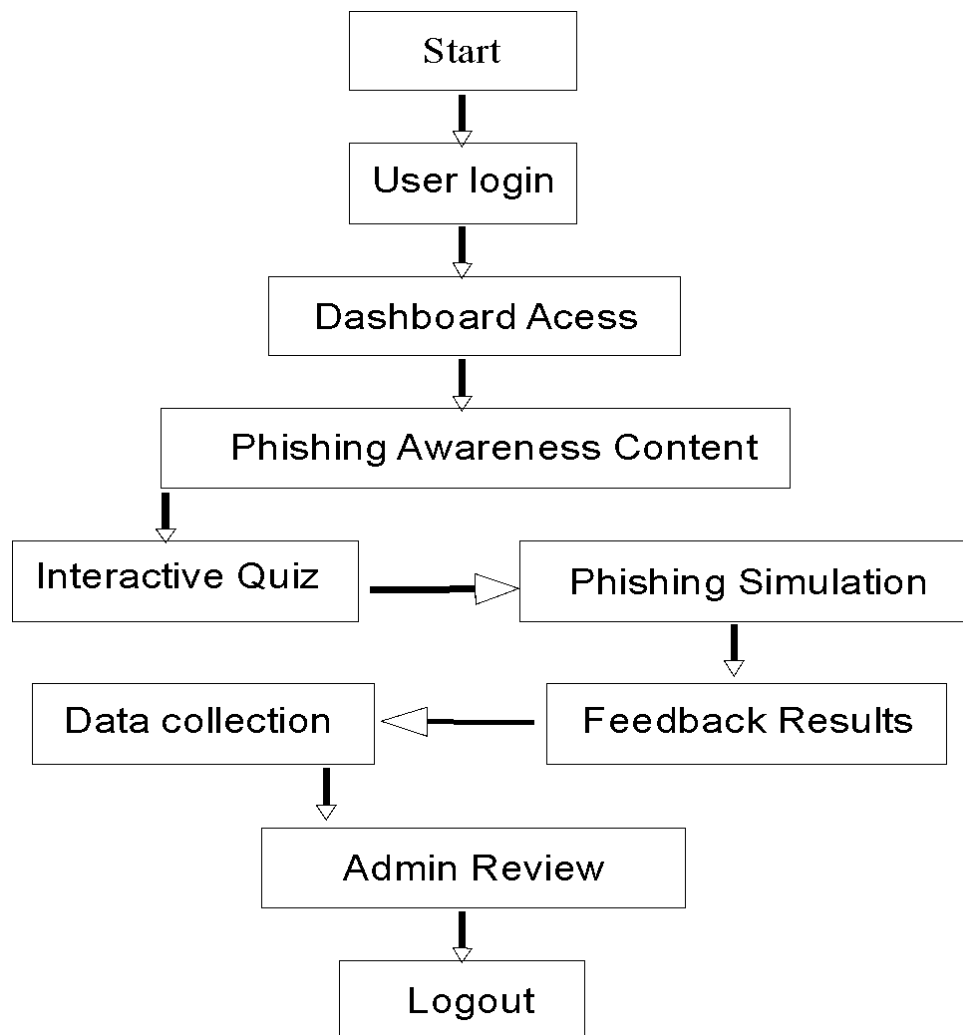 Start
User login
Dashboard Acess
Phishing Awareness Content
Interactive Quiz
Phishing Simulation
Feedback Results
Data collection
Admin Review
Logout